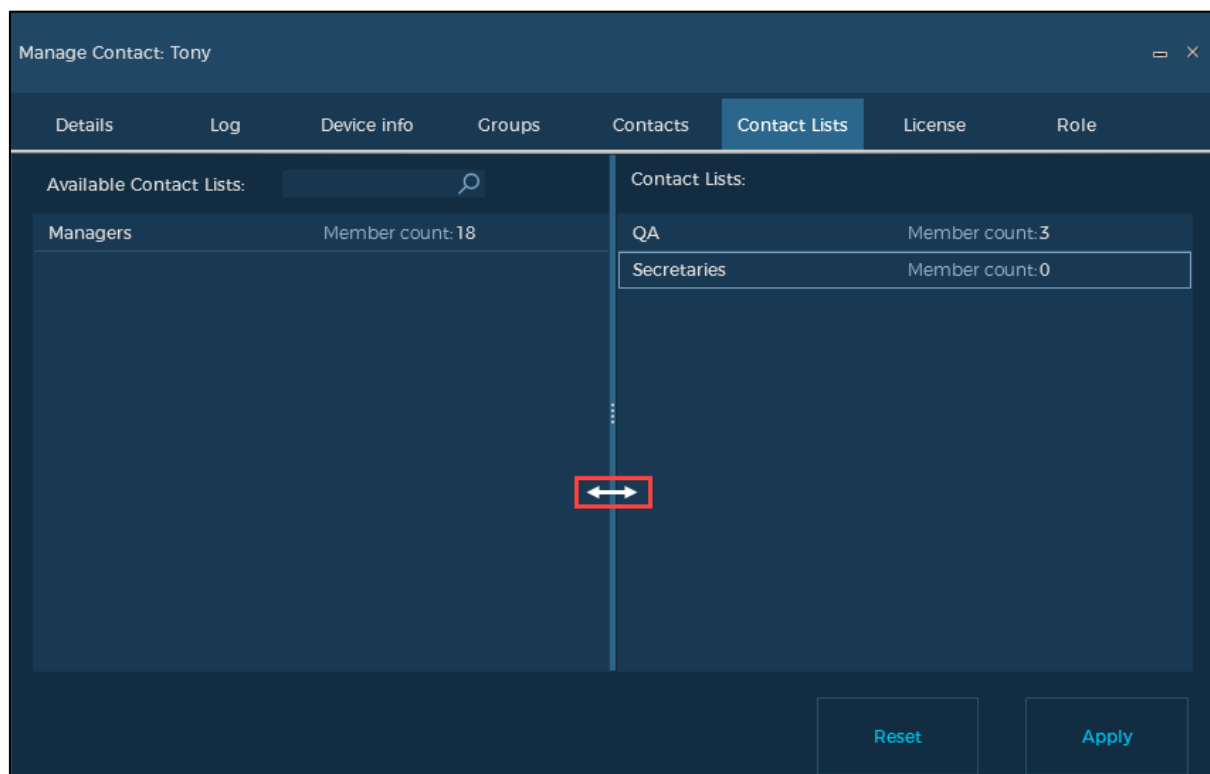 Manage Contact: Tony
Details Log Device info Groups Contacts Contact Lists License Role
Available Contact Lists:
Managers Member count:18
Contact Lists:
QA Member count:3
Secretaries Member count:0
Reset Apply